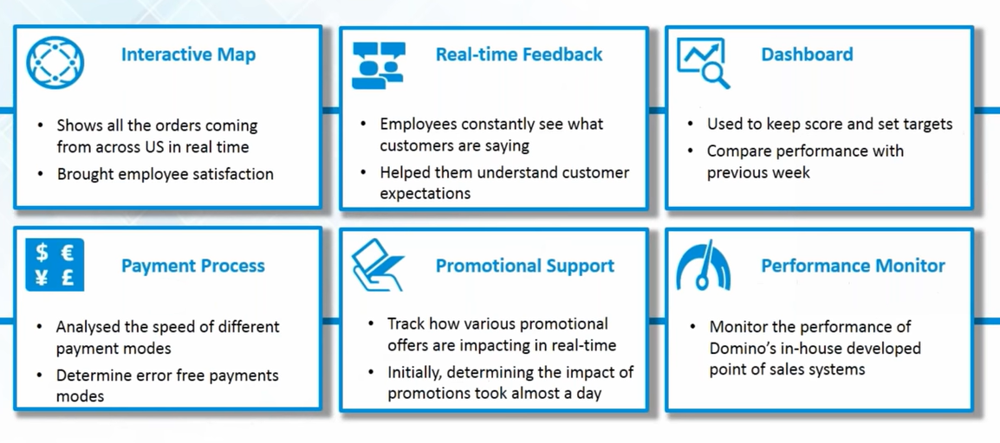 Interactive Map
• Shows all the orders coming
from across US in real time
• Brought employee satisfaction
Real-time Feedback
• Employees constantly see what
customers are saying
• Helped them understand customer
expectations
Dashboard
• Used to keep score and set targets
• Compare performance with
previous week
$ €
¥ £
Payment Process
• Analysed the speed of different
payment modes
• Determine error free payments
modes
Promotional Support
• Track how various promotional
offers are impacting in real-time
• Initially, determining the impact of
promotions took almost a day
Performance Monitor
• Monitor the performance of
Domino's in-house developed
point of sales systems